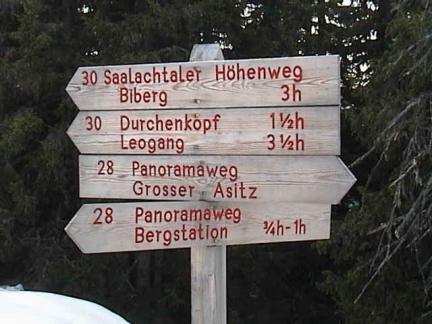 30 Saalachtaler Höhenweg
Biberg 3h
30 Durchenkopf 1½h
Leogang 3½h
28 Panoramaweg
Grosser Asitz
28 Panoramaweg
Bergstation ¾h-1h